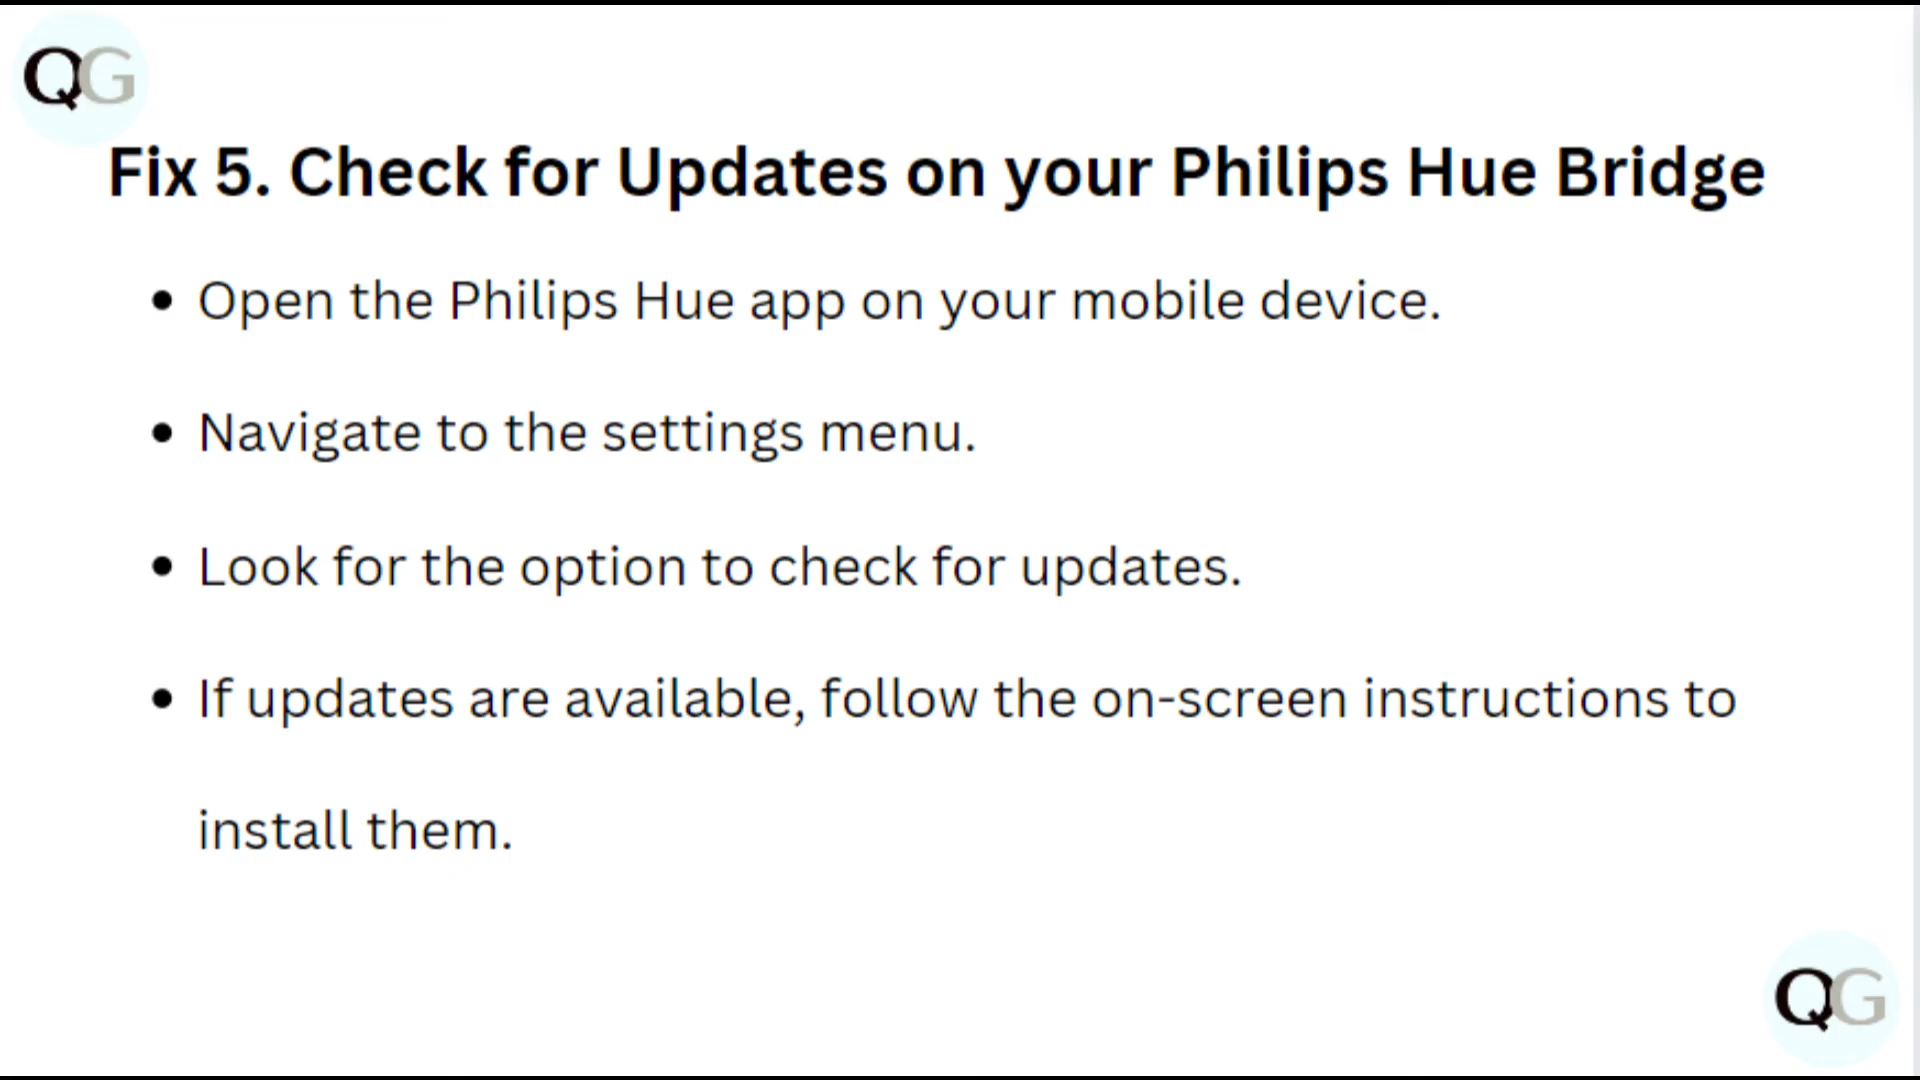 QG
Fix 5. Check for Updates on your Philips Hue Bridge
• Open the Philips Hue app on your mobile device.
• Navigate to the settings menu.
• Look for the option to check for updates.
• If updates are available, follow the on-screen instructions to
install them.
QG